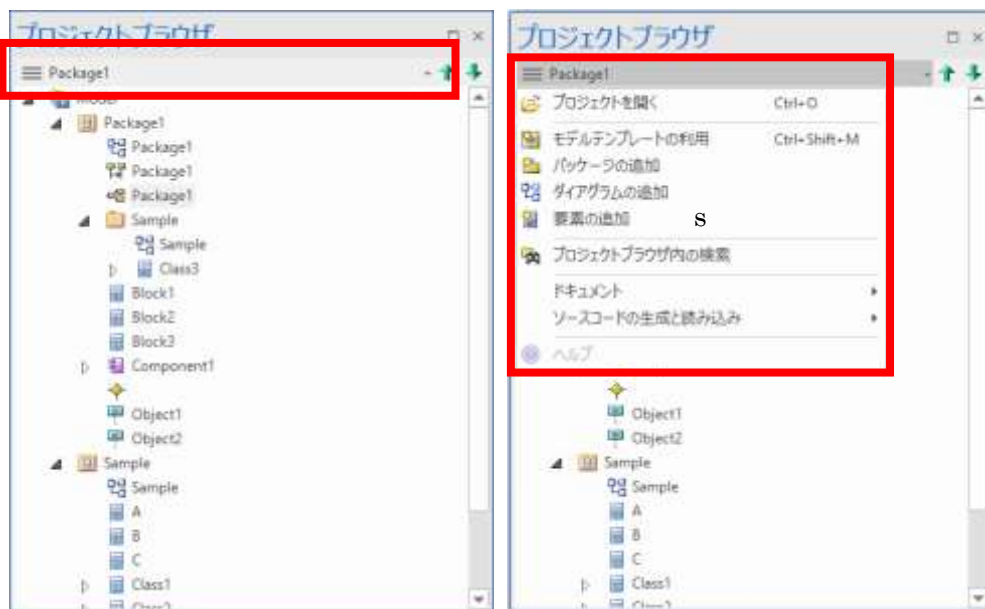 プロジェクトブラウザ
Package1
Model
Package1
Package1
Package1
Package1
Sample
Sample
Class3
Block1
Block2
Block3
Component1
Object1
Object2
Sample
Sample
A
B
C
Class1
Class2
プロジェクトブラウザ
Package1
プロジェクトを開く Ctrl+O
モデルテンプレートの利用 Ctrl+Shift+M
パッケージの追加
ダイアグラムの追加
要素の追加 s
プロジェクトブラウザ内の検索
ドキュメント
ソースコードの生成と読み込み
ヘルプ
Object1
Object2
Sample
Sample
A
B
C
Class1
Class2